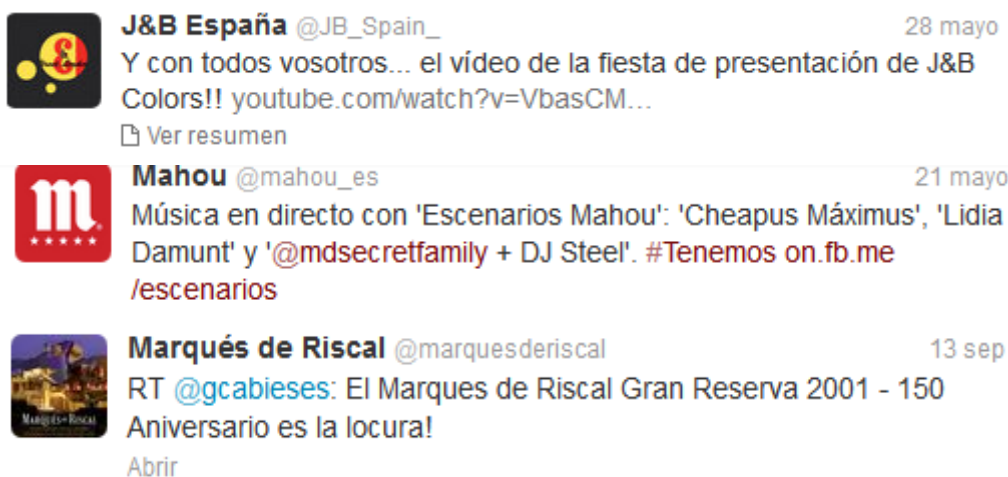 J&B España @JB_Spain_ 28 mayo
Y con todos vosotros... el vídeo de la fiesta de presentación de J&B
Colors!! youtube.com/watch?v=VbasCM...
Ver resumen
Mahou @mahou_es 21 mayo
Música en directo con 'Escenarios Mahou': 'Cheapus Máximus', 'Lidia
Damunt' y '@mdsecretfamily + DJ Steel'. #Tenemos on.fb.me
/escenarios
MARQUÉS DE RISCAL
Marqués de Riscal @marquesderiscal 13 sep
RT @gcabieses: El Marques de Riscal Gran Reserva 2001 - 150
Aniversario es la locura!
Abrir